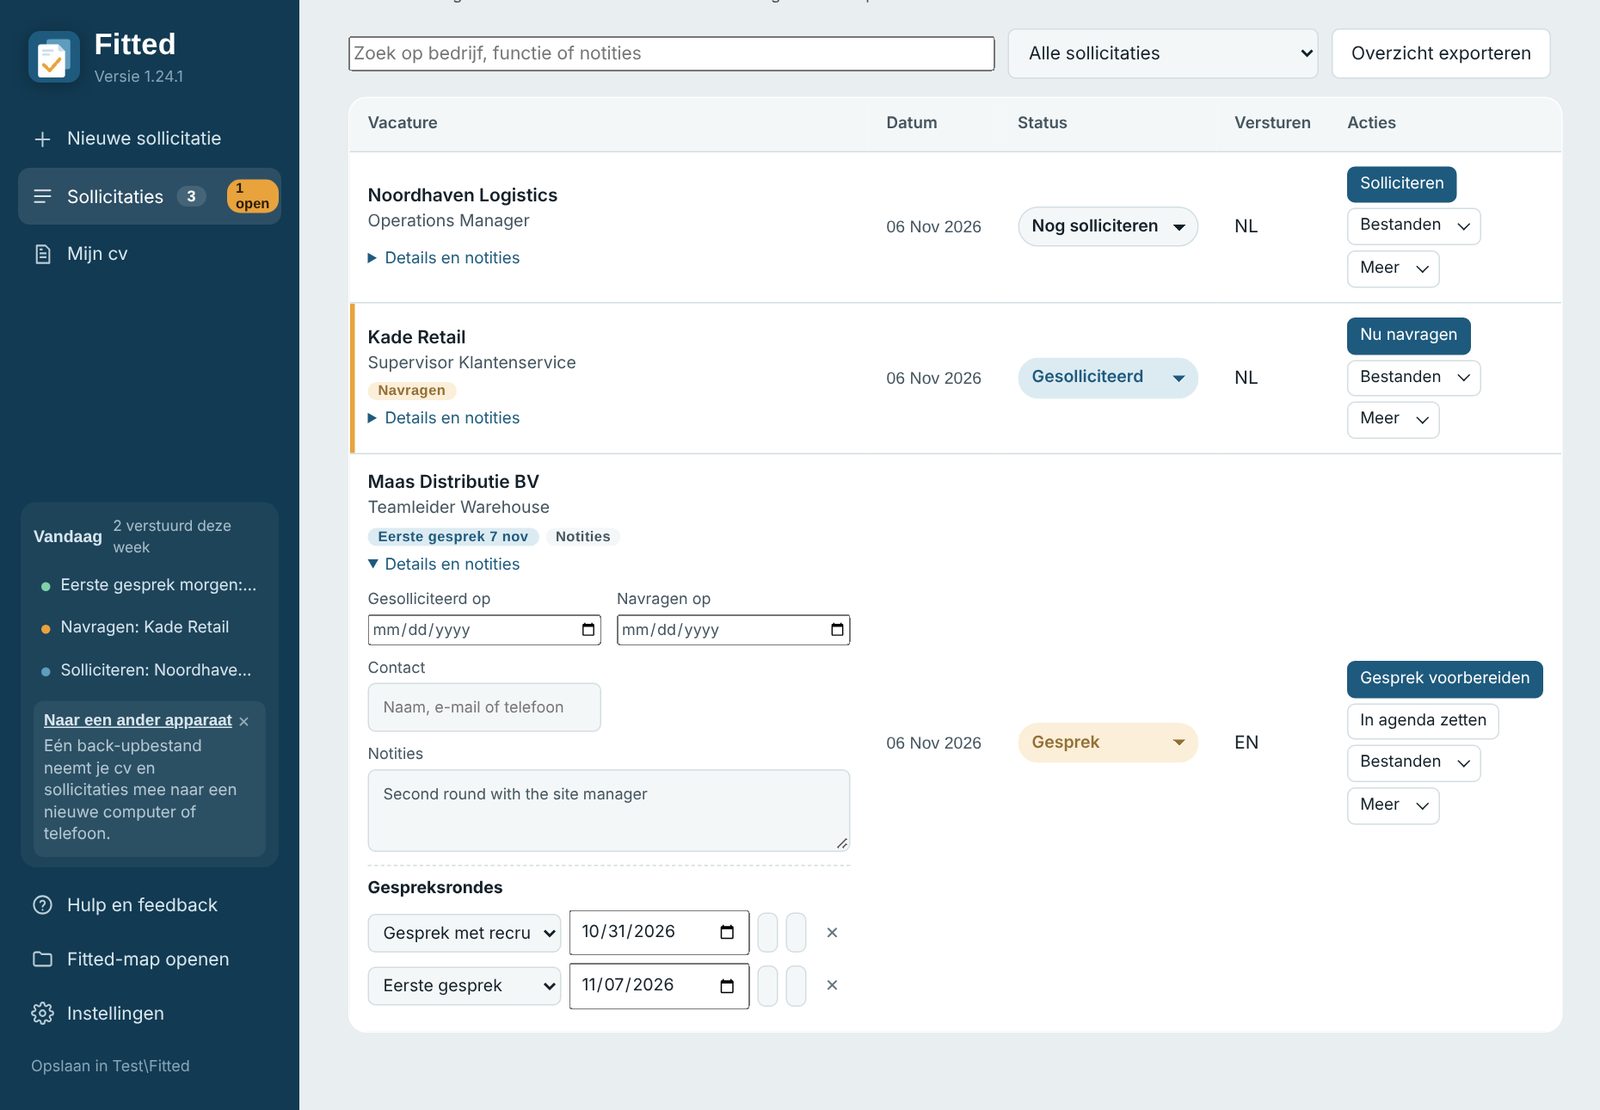 Fitted
Versie 1.24.1
Nieuwe sollicitatie
Sollicitaties 3 1 open
Mijn cv
Vandaag 2 verstuurd deze week
Eerste gesprek morgen:...
Navragen: Kade Retail
Solliciteren: Noordhave...
Naar een ander apparaat ×
Eén back-upbestand
neemt je cv en
sollicitaties mee naar een
nieuwe computer of
telefoon.
Hulp en feedback
Fitted-map openen
Instellingen
Opslaan in Test\Fitted
Zoek op bedrijf, functie of notities
Alle sollicitaties
Overzicht exporteren
Vacature Datum Status Versturen Acties
Noordhaven Logistics
Operations Manager
Details en notities
06 Nov 2026
Nog solliciteren
NL
Solliciteren
Bestanden
Meer
Kade Retail
Supervisor Klantenservice
Navragen
Details en notities
06 Nov 2026
Gesolliciteerd
NL
Nu navragen
Bestanden
Meer
Maas Distributie BV
Teamleider Warehouse
Eerste gesprek 7 nov Notities
Details en notities
Gesolliciteerd op Navragen op
mm/dd/yyyy mm/dd/yyyy
Contact
Naam, e-mail of telefoon
Notities
Second round with the site manager
Gespreksrondes
Gesprek met recru 10/31/2026 ×
Eerste gesprek 11/07/2026 ×
06 Nov 2026
Gesprek
EN
Gesprek voorbereiden
In agenda zetten
Bestanden
Meer